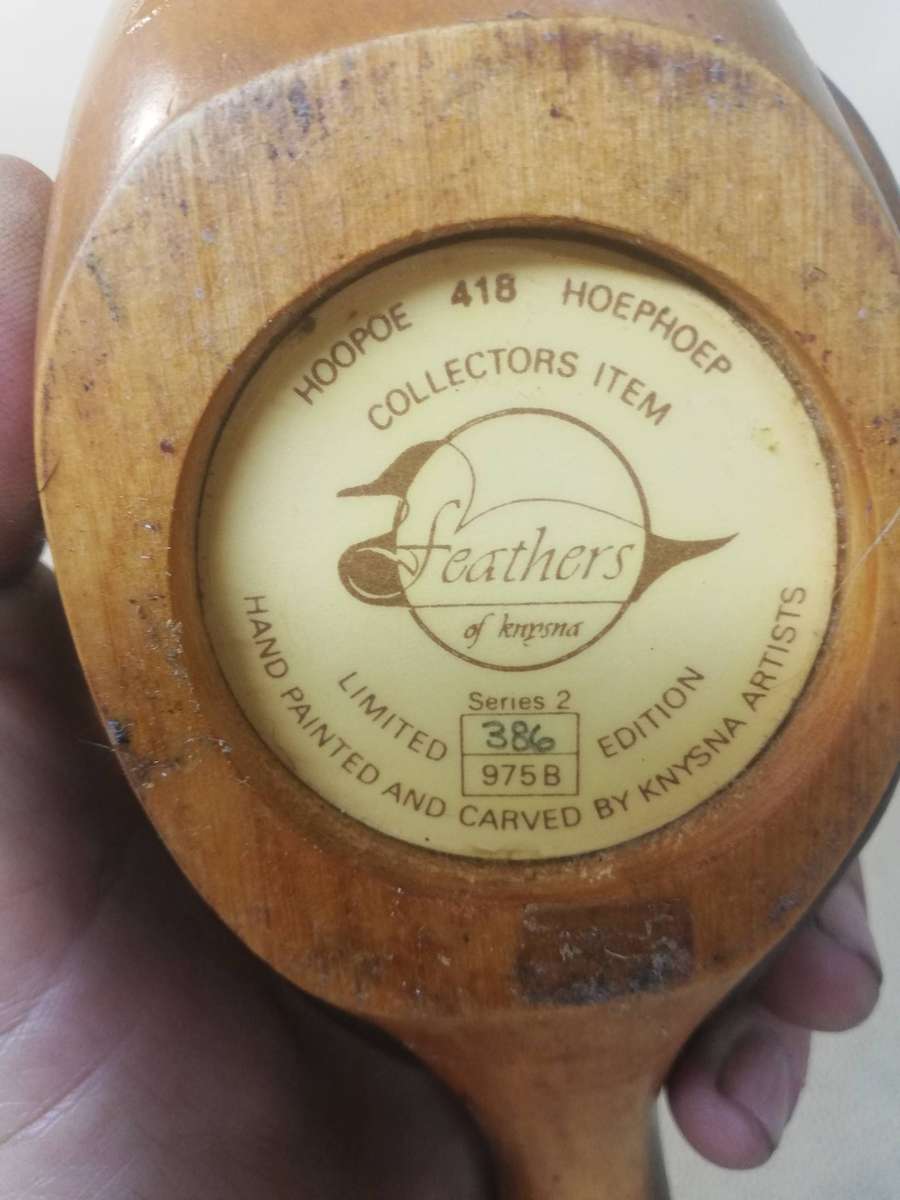 HOOPOE 418 HOEPHOEP
COLLECTORS ITEM
feathers
of knysna
Series 2
LIMITED EDITION
386
975B
HAND PAINTED AND CARVED BY KNYSNA ARTISTS